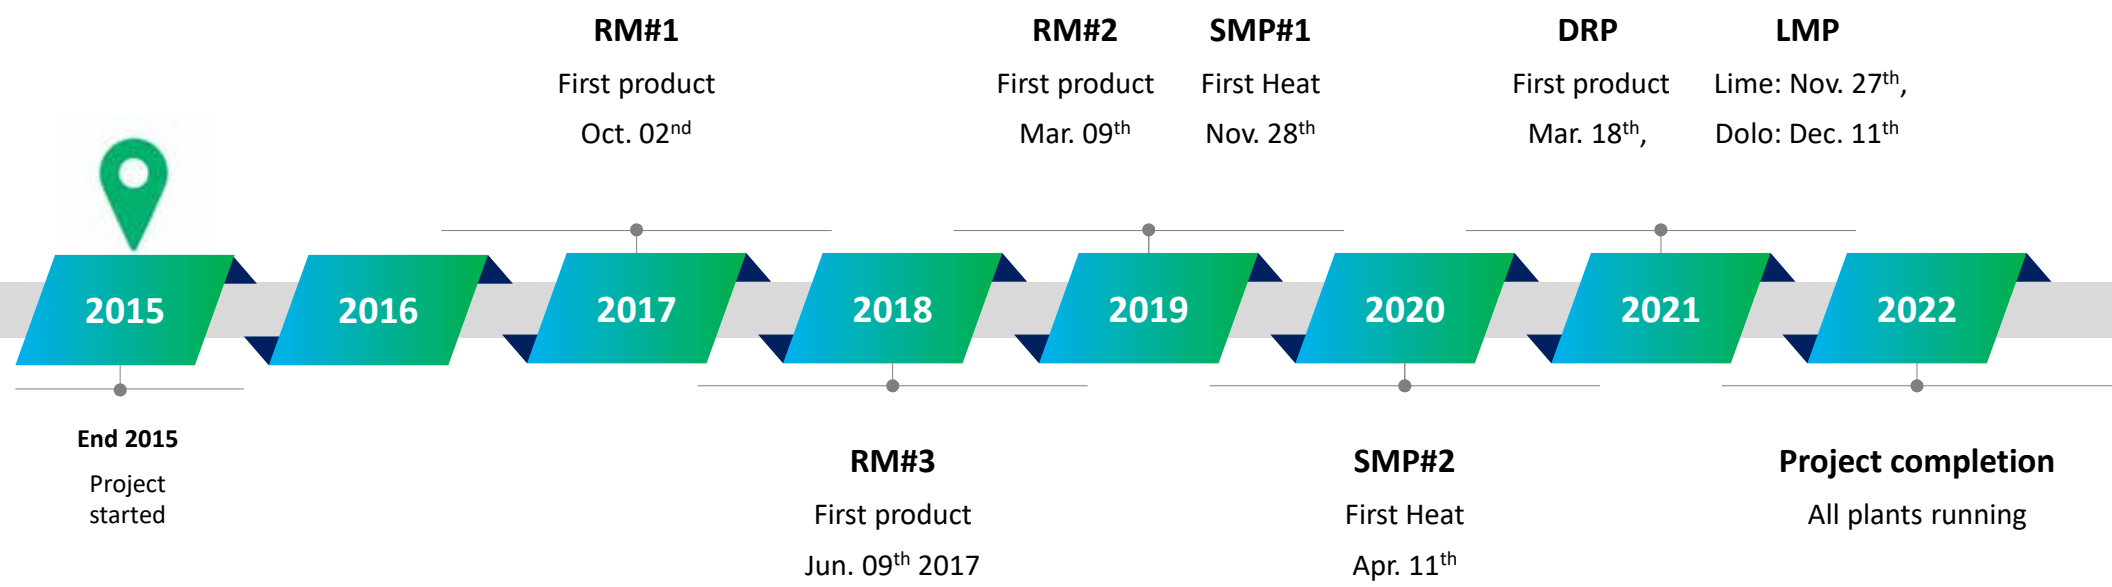 RM#1
First product
Oct. 02nd
RM#2
First product
Mar. 09th
SMP#1
First Heat
Nov. 28th
DRP
First product
Mar. 18th,
LMP
Lime: Nov. 27th,
Dolo: Dec. 11th
2015
2016
2017
2018
2019
2020
2021
2022
End 2015
Project
started
RM#3
First product
Jun. 09th 2017
SMP#2
First Heat
Apr. 11th
Project completion
All plants running